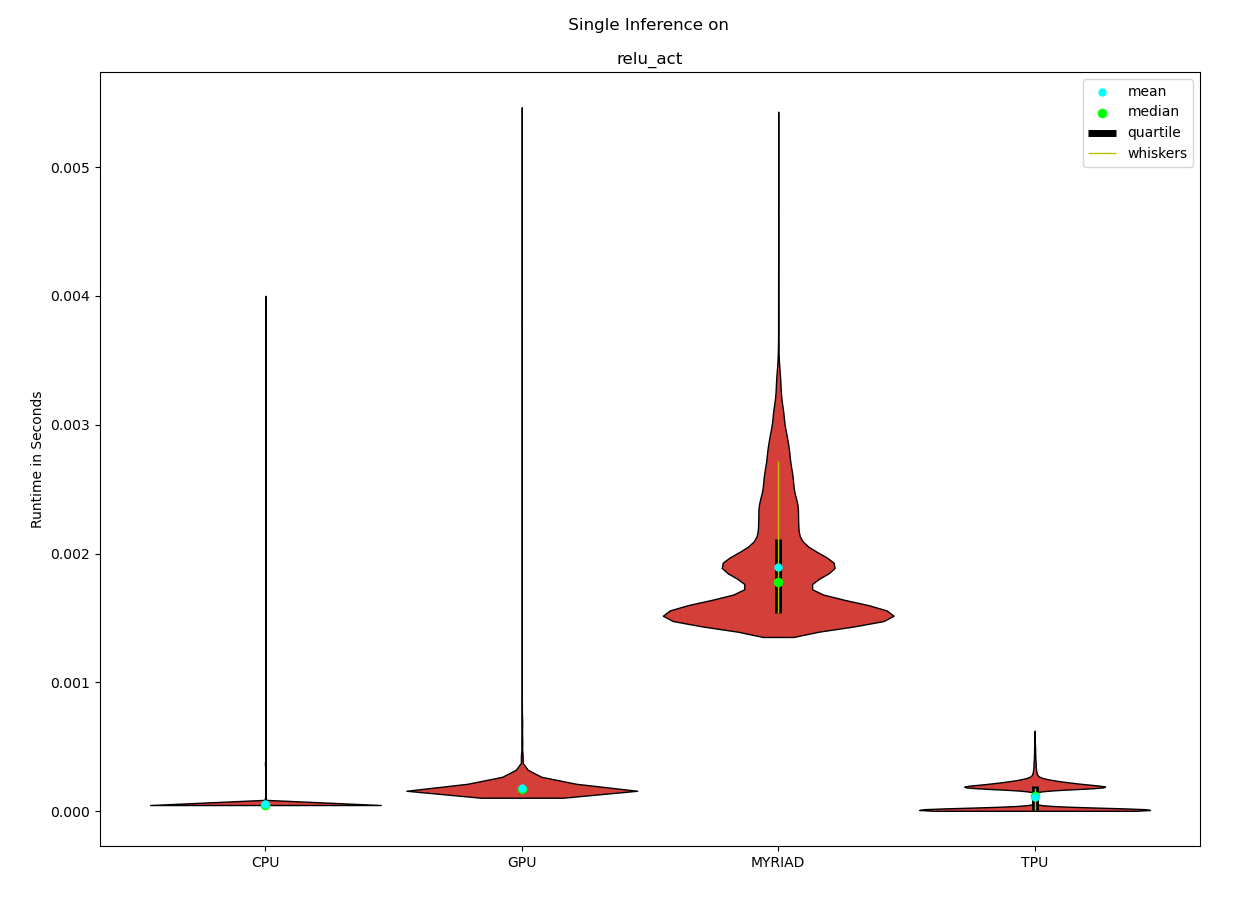 Single Inference on
relu_act
mean
median
quartile
whiskers
0.005
0.004
0.003
0.002
0.001
0.000
Runtime in Seconds
CPU GPU MYRIAD TPU